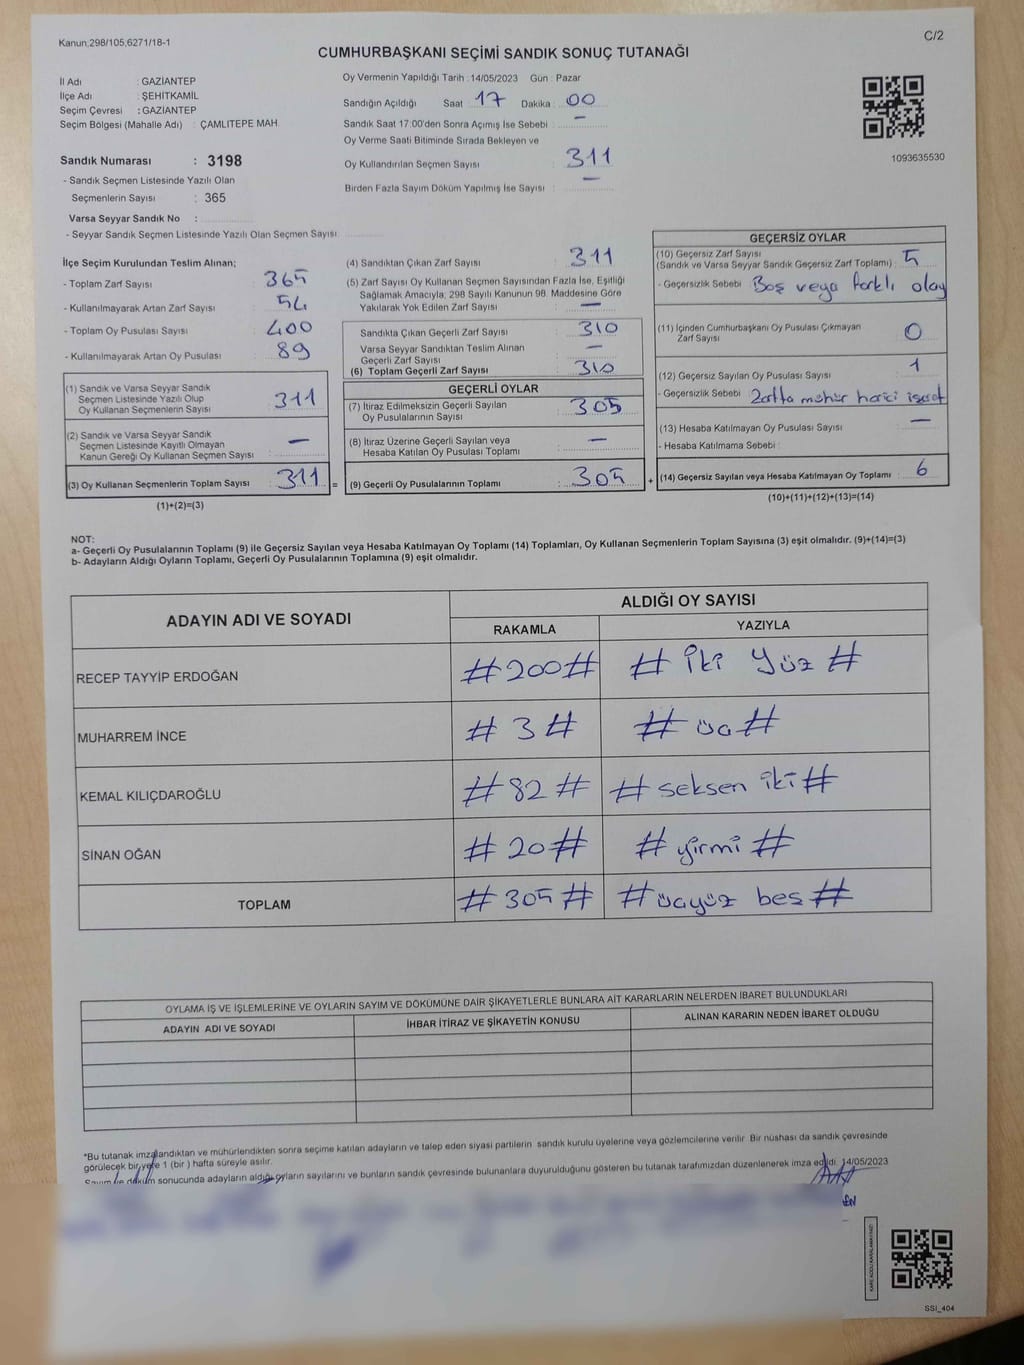 Kanun;298/105,6271/18-1
C/2
CUMHURBAŞKANI SEÇİMİ SANDIK SONUÇ TUTANAĞI
İl Adı : GAZİANTEP
İlçe Adı : ŞEHİTKAMİL
Seçim Çevresi : GAZİANTEP
Seçim Bölgesi (Mahalle Adı) : ÇAMLITEPE MAH.
Sandık Numarası : 3198
- Sandık Seçmen Listesinde Yazılı Olan
Seçmenlerin Sayısı : 365
Varsa Seyyar Sandık No :
- Seyyar Sandık Seçmen Listesinde Yazılı Olan Seçmen Sayısı:
Oy Vermenin Yapıldığı Tarih :14/05/2023 Gün : Pazar
Sandığın Açıldığı Saat : 17 Dakika : 00
Sandık Saat 17:00'den Sonra Açımış İse Sebebi : –
Oy Verme Saati Bitiminde Sırada Bekleyen ve
Oy Kullandırılan Seçmen Sayısı : 311
Birden Fazla Sayım Döküm Yapılmış İse Sayısı : –
1093635530
İlçe Seçim Kurulundan Teslim Alınan;
- Toplam Zarf Sayısı : 365
- Kullanılmayarak Artan Zarf Sayısı : 54
- Toplam Oy Pusulası Sayısı : 400
- Kullanılmayarak Artan Oy Pusulası : 89
(1) Sandık ve Varsa Seyyar Sandık
Seçmen Listesinde Yazılı Olup
Oy Kullanan Seçmenlerin Sayısı : 311
(2) Sandık ve Varsa Seyyar Sandık
Seçmen Listesinde Kayıtlı Olmayan
Kanun Gereği Oy Kullanan Seçmen Sayısı : –
(3) Oy Kullanan Seçmenlerin Toplam Sayısı : 311 =
(1)+(2)=(3)
(4) Sandıktan Çıkan Zarf Sayısı : 311
(5) Zarf Sayısı Oy Kullanan Seçmen Sayısından Fazla İse, Eşitliği
Sağlamak Amacıyla; 298 Sayılı Kanunun 98. Maddesine Göre
Yakılarak Yok Edilen Zarf Sayısı : –
Sandıkta Çıkan Geçerli Zarf Sayısı : 310
Varsa Seyyar Sandıktan Teslim Alınan
Geçerli Zarf Sayısı : –
(6) Toplam Geçerli Zarf Sayısı : 310
GEÇERLİ OYLAR
(7) İtiraz Edilmeksizin Geçerli Sayılan
Oy Pusulalarının Sayısı : 305
(8) İtiraz Üzerine Geçerli Sayılan veya
Hesaba Katılan Oy Pusulası Toplamı : –
(9) Geçerli Oy Pusulalarının Toplamı : 305 +
GEÇERSİZ OYLAR
(10) Geçersiz Zarf Sayısı
(Sandık ve Varsa Seyyar Sandık Geçersiz Zarf Toplamı) : 5
- Geçersizlik Sebebi : Boş veya farklı olay
(11) İçinden Cumhurbaşkanı Oy Pusulası Çıkmayan
Zarf Sayısı : 0
(12) Geçersiz Sayılan Oy Pusulası Sayısı : 1
- Geçersizlik Sebebi : Zarfta mühür harici
(13) Hesaba Katılmayan Oy Pusulası Sayısı : –
- Hesaba Katılmama Sebebi :
(14) Geçersiz Sayılan veya Hesaba Katılmayan Oy Toplamı : 6
(10)+(11)+(12)+(13)=(14)
NOT:
a- Geçerli Oy Pusulalarının Toplamı (9) ile Geçersiz Sayılan veya Hesaba Katılmayan Oy Toplamı (14) Toplamları, Oy Kullanan Seçmenlerin Toplam Sayısına (3) eşit olmalıdır. (9)+(14)=(3)
b- Adayların Aldığı Oyların Toplamı, Geçerli Oy Pusulalarının Toplamına (9) eşit olmalıdır.
ADAYIN ADI VE SOYADI
ALDIĞI OY SAYISI
RAKAMLA YAZIYLA
RECEP TAYYİP ERDOĞAN #200# # iki yüz #
MUHARREM İNCE # 3 # # üç #
KEMAL KILIÇDAROĞLU # 82 # # seksen iki #
SİNAN OĞAN # 20 # # yirmi #
TOPLAM # 305 # # üçyüz beş #
OYLAMA İŞ VE İŞLEMLERİNE VE OYLARIN SAYIM VE DÖKÜMÜNE DAİR ŞİKAYETLERLE BUNLARA AİT KARARLARIN NELERDEN İBARET BULUNDUKLARI
ADAYIN ADI VE SOYADI İHBAR İTİRAZ VE ŞİKAYETİN KONUSU ALINAN KARARIN NEDEN İBARET OLDUĞU
*Bu tutanak imzalandıktan ve mühürlendikten sonra seçime katılan adayların ve talep eden siyasi partilerin sandık kurulu üyelerine veya gözlemcilerine verilir. Bir nüshası da sandık çevresinde
görülecek bir yere 1 (bir) hafta süreyle asılır.
Sayım ve döküm sonucunda adayların aldığı oyların sayılarını ve bunların sandık çevresinde bulunanlara duyurulduğunu gösteren bu tutanak tarafımızdan düzenlenerek imza edildi. 14/05/2023
SSI_404